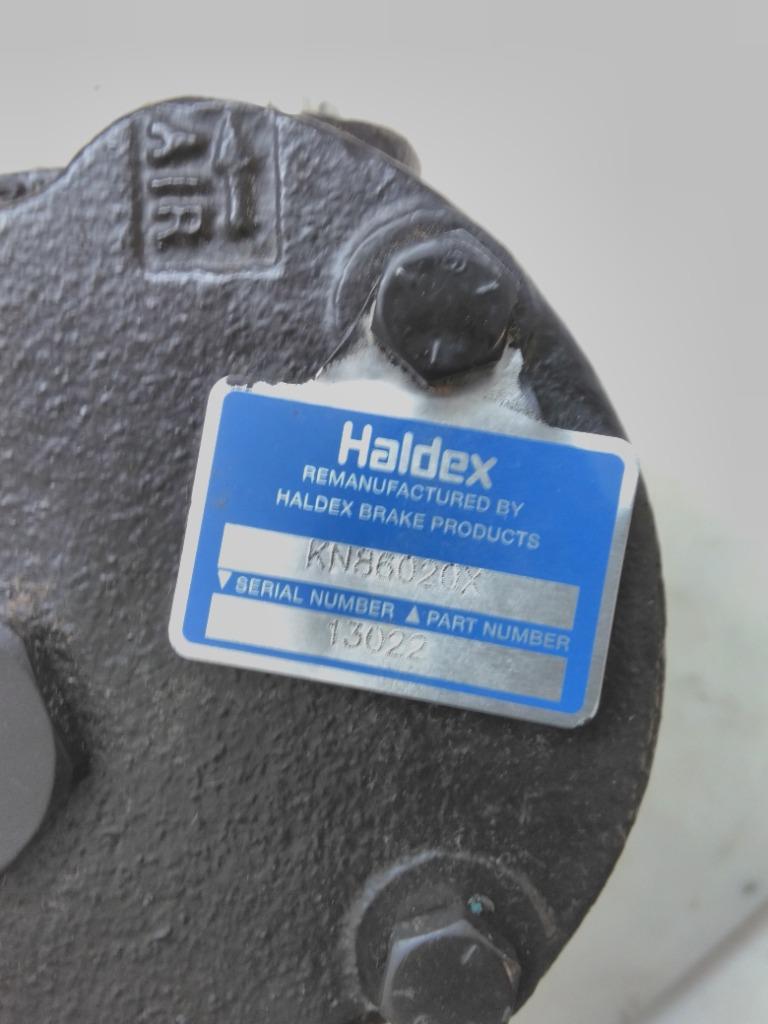 AIR
Haldex
REMANUFACTURED BY
HALDEX BRAKE PRODUCTS
KN86020X
▼ SERIAL NUMBER ▲ PART NUMBER
13022